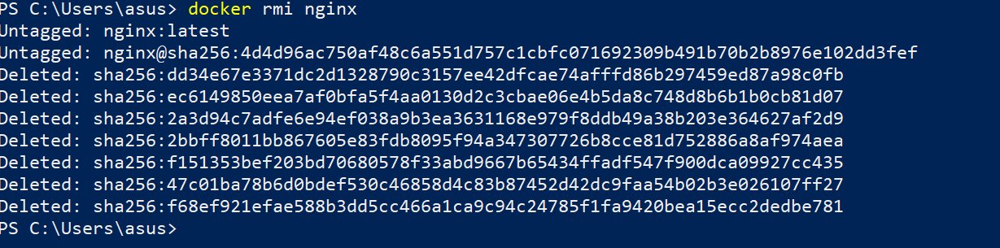 PS C:\Users\asus> docker rmi nginx
Untagged: nginx:latest
Untagged: nginx@sha256:4d4d96ac750af48c6a551d757c1cbfc071692309b491b70b2b8976e102dd3fef
Deleted: sha256:dd34e67e3371dc2d1328790c3157ee42dfcae74afffd86b297459ed87a98c0fb
Deleted: sha256:ec6149850eea7af0bfa5f4aa0130d2c3cbae06e4b5da8c748d8b6b1b0cb81d07
Deleted: sha256:2a3d94c7adfe6e94ef038a9b3ea3631168e979f8ddb49a38b203e364627af2d9
Deleted: sha256:2bbff8011bb867605e83fdb8095f94a347307726b8cce81d752886a8af974aea
Deleted: sha256:f151353bef203bd70680578f33abd9667b65434ffadf547f900dca09927cc435
Deleted: sha256:47c01ba78b6d0bdef530c46858d4c83b87452d42dc9faa54b02b3e026107ff27
Deleted: sha256:f68ef921efae588b3dd5cc466a1ca9c94c24785f1fa9420bea15ecc2dedbe781
PS C:\Users\asus>